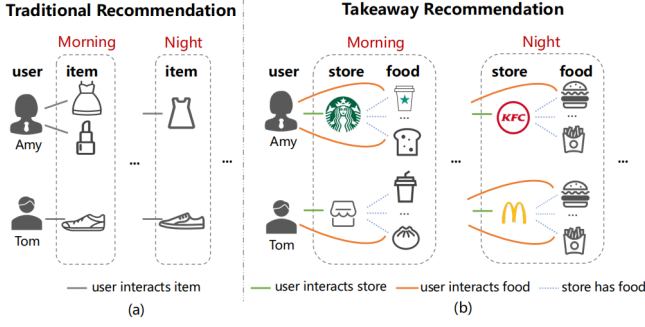 Traditional Recommendation
Morning
Night
user
item
item
Amy
...
...
Tom
user interacts item
(a)
Takeaway Recommendation
Morning
Night
user
store
food
store
food
...
KFC
...
Amy
...
...
...
...
Tom
user interacts store
user interacts food
store has food
(b)